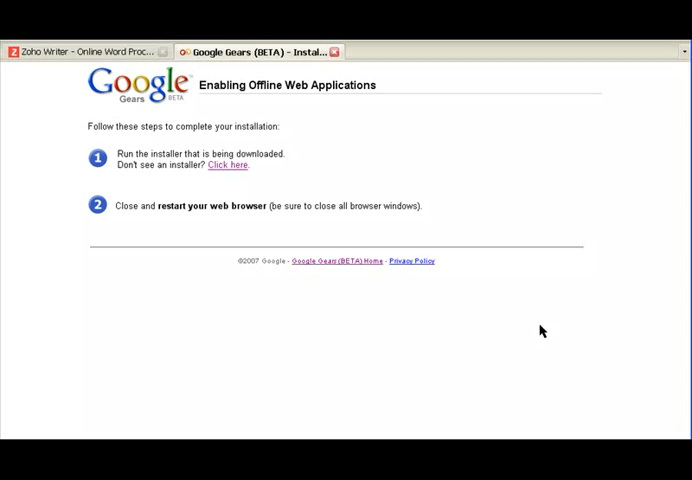 Zoho Writer - Online Word Proc...
Google Gears (BETA) - Instal...
Google
Gears BETA
Enabling Offline Web Applications
Follow these steps to complete your installation:
1
Run the installer that is being downloaded.
Don't see an installer? Click here.
2
Close and restart your web browser (be sure to close all browser windows).
©2007 Google - Google Gears (BETA) Home - Privacy Policy